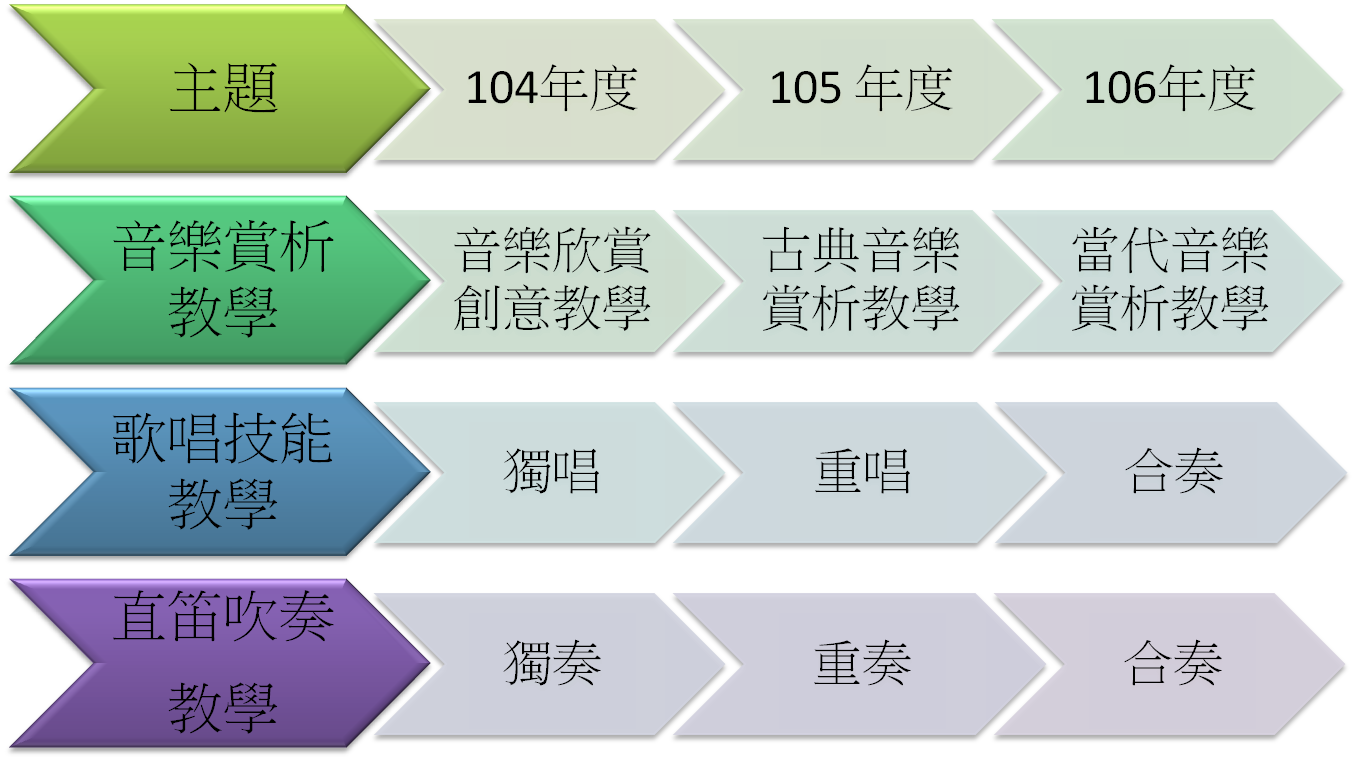 主題
104年度
105 年度
106年度
音樂賞析
教學
音樂欣賞
創意教學
古典音樂
賞析教學
當代音樂
賞析教學
歌唱技能
教學
獨唱
重唱
合奏
直笛吹奏
教學
獨奏
重奏
合奏